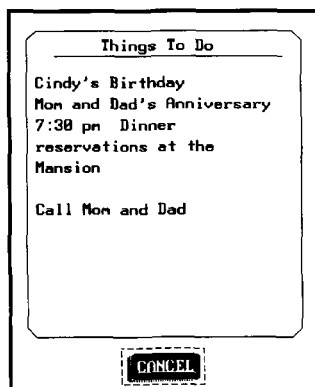 Things To Do
Cindy's Birthday
Mom and Dad's Anniversary
7:30 pm  Dinner
reservations at the
Mansion
Call Mom and Dad
CANCEL